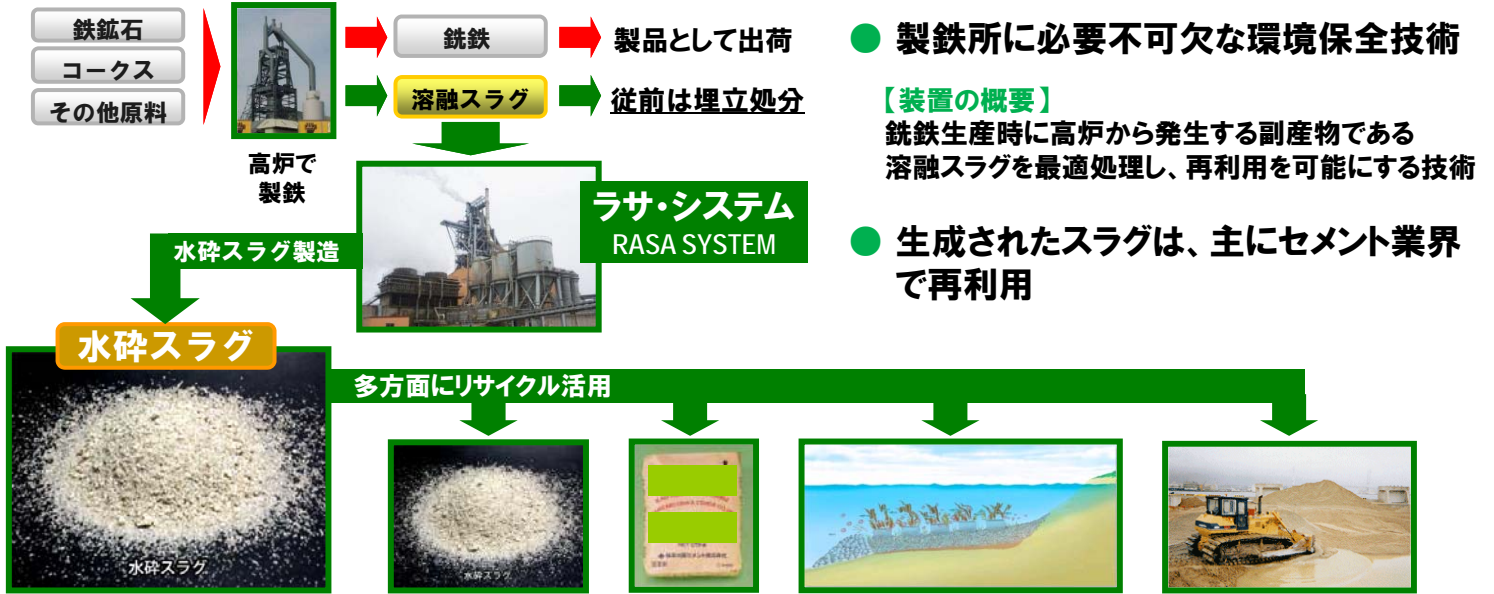 鉄鉱石
コークス
その他原料
高炉で
製鉄
銑鉄
製品として出荷
溶融スラグ
従前は埋立処分
ラサ・システム
RASA SYSTEM
水砕スラグ製造
水砕スラグ
水砕スラグ
多方面にリサイクル活用
水砕スラグ
● 製鉄所に必要不可欠な環境保全技術
【装置の概要】
銑鉄生産時に高炉から発生する副産物である
溶融スラグを最適処理し、再利用を可能にする技術
● 生成されたスラグは、主にセメント業界
で再利用